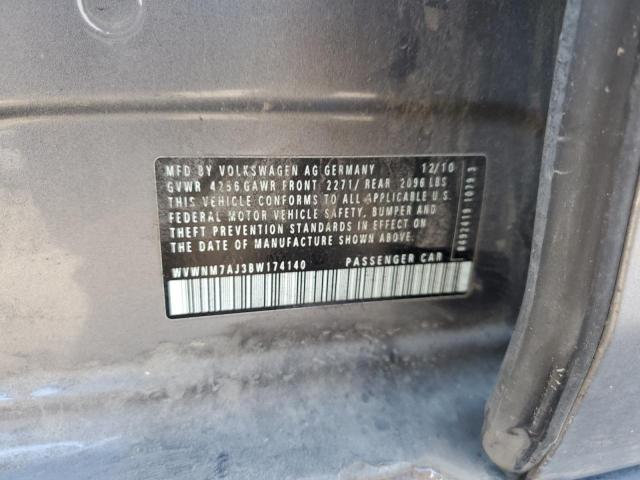 MFD BY VOLKSWAGEN AG GERMANY 12/10
GVWR 4266 GAWR FRONT 2271/ REAR 2096 LBS
THIS VEHICLE CONFORMS TO ALL APPLICABLE U.S.
FEDERAL MOTOR VEHICLE SAFETY, BUMPER AND
THEFT PREVENTION STANDARDS IN EFFECT ON
THE DATE OF MANUFACTURE SHOWN ABOVE.
WVWNM7AJ3BW174140 PASSENGER CAR